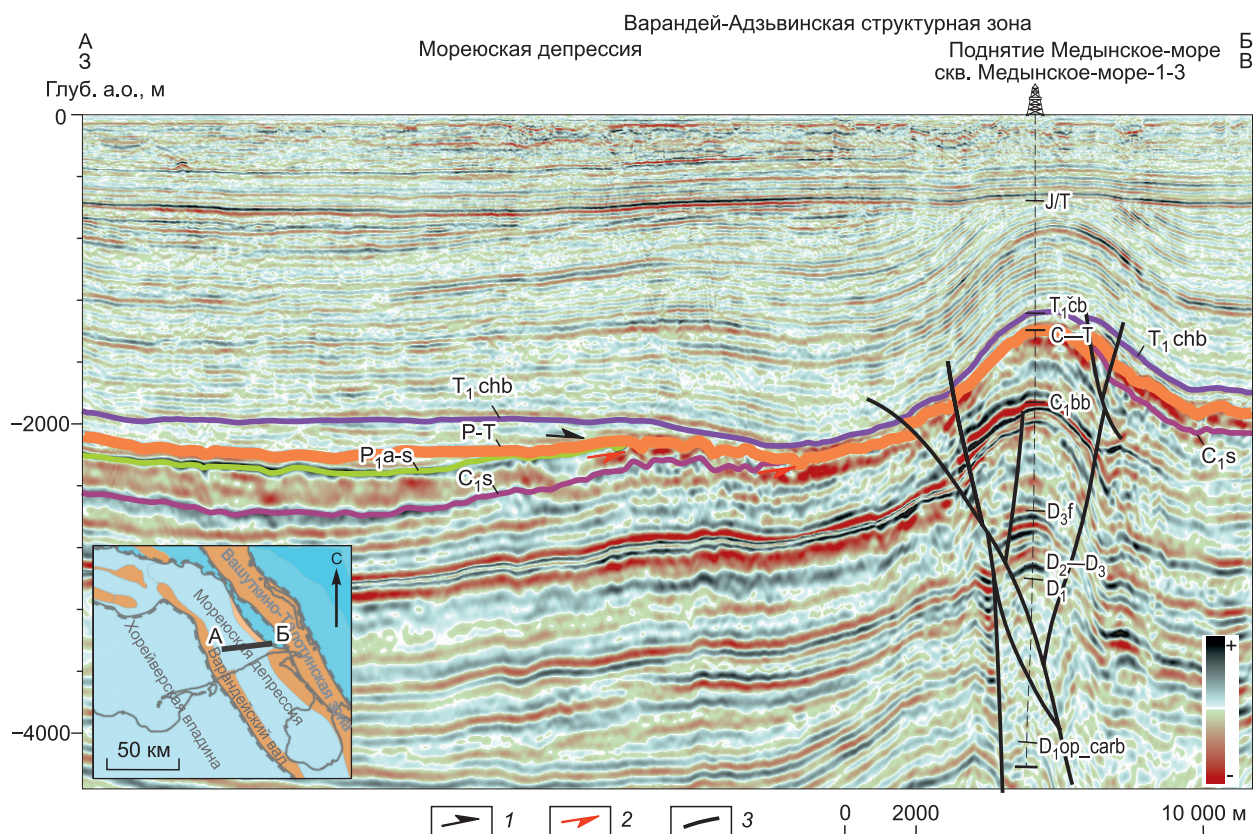 Варандей-Адзьвинская структурная зона
А
З
Мореюская депрессия
Поднятие Медынское-море
скв. Медынское-море-1-3
Б
В
Глуб. а.о., м
0
J/T
T₁čb
C—T
T₁ chb
T₁ chb
C₁bb
−2000
P-T
P₁a-s
C₁s
C₁s
D₃f
D₂—D₃
D₁
С
Вашуткино-Талотинская зона
Мореюская депрессия
А
Б
Хорейверская впадина
Варандейский вал
50 км
+
-
−4000
D₁op_carb
1
2
3
0
2000
10 000 м